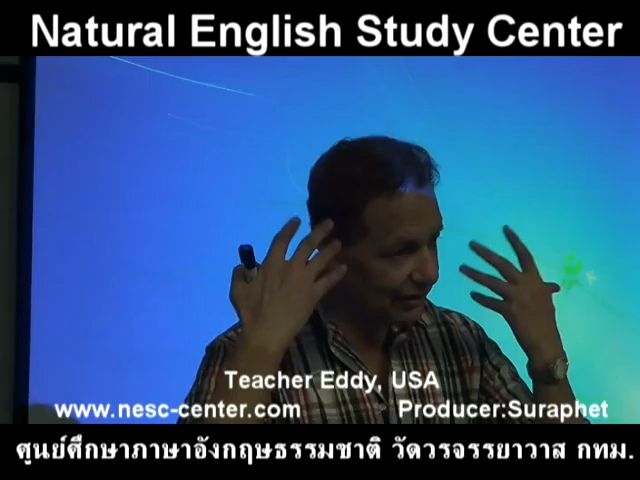 Natural English Study Center
Teacher Eddy, USA
www.nesc-center.com Producer:Suraphet
ศูนย์ศึกษาภาษาอังกฤษธรรมชาติ วัดวรจรรยาวาส กทม.